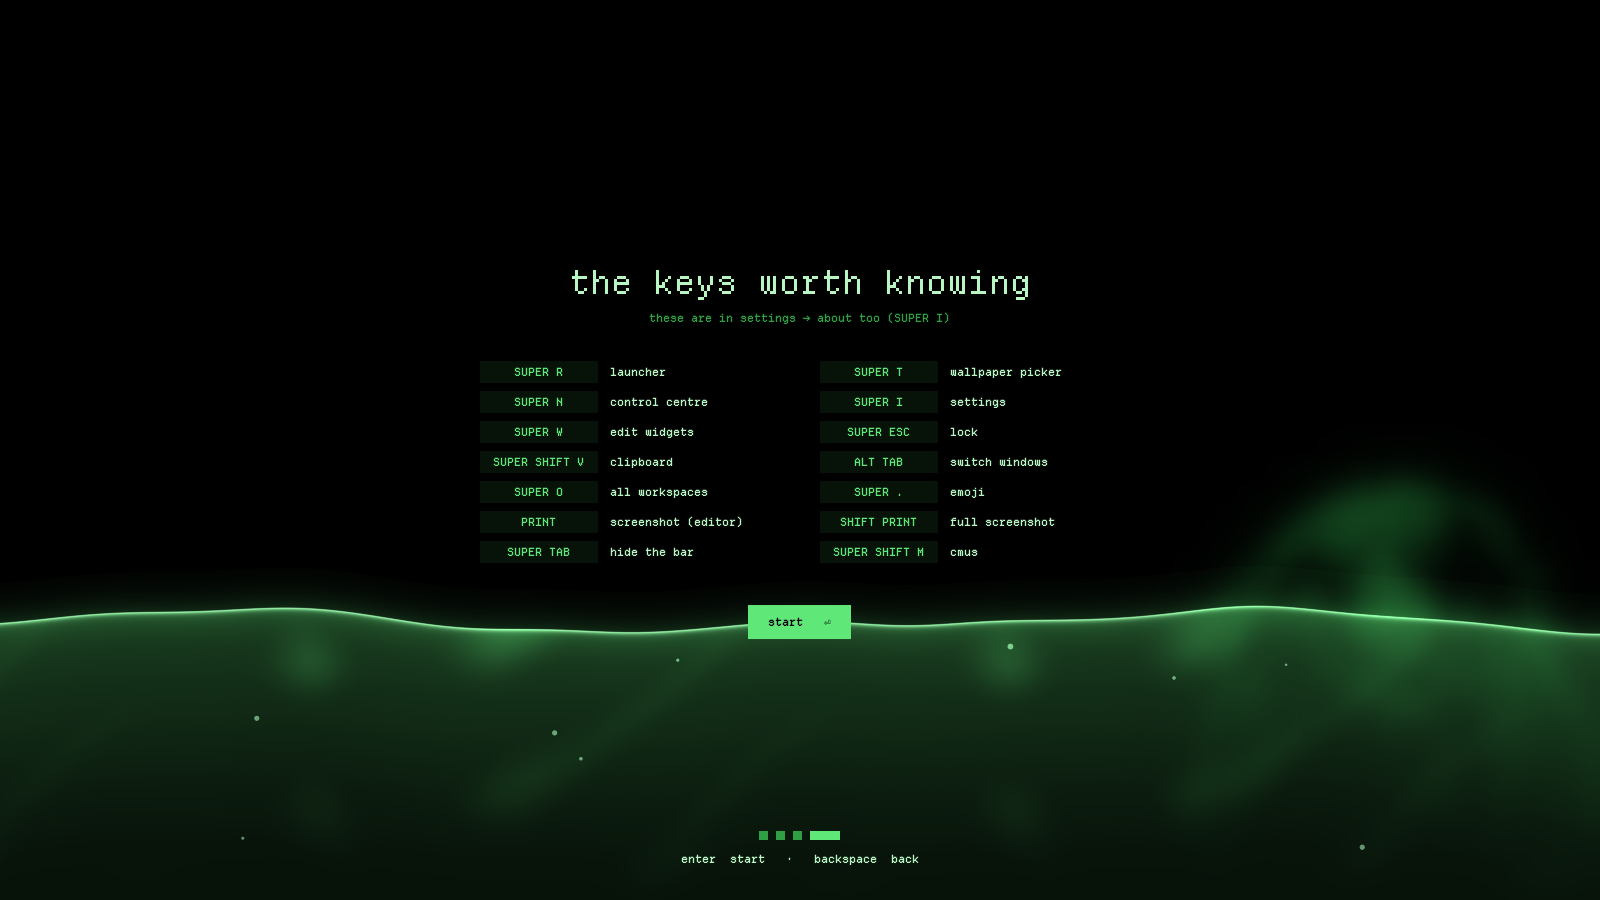 the keys worth knowing
these are in settings → about too (SUPER I)
SUPER R launcher
SUPER N control centre
SUPER W edit widgets
SUPER SHIFT V clipboard
SUPER O all workspaces
PRINT screenshot (editor)
SUPER TAB hide the bar
SUPER T wallpaper picker
SUPER I settings
SUPER ESC lock
ALT TAB switch windows
SUPER . emoji
SHIFT PRINT full screenshot
SUPER SHIFT M cmus
start ⏎
enter start · backspace back